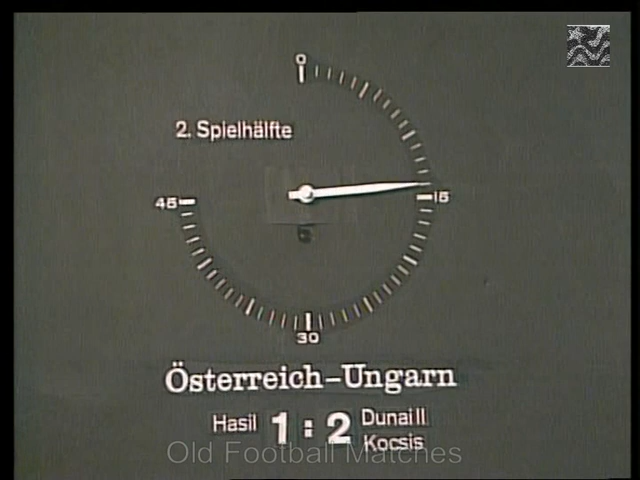 0
2. Spielhälfte
45
15
30
Österreich–Ungarn
Hasil 1:2 Dunai II
Kocsis
Old Football Matches